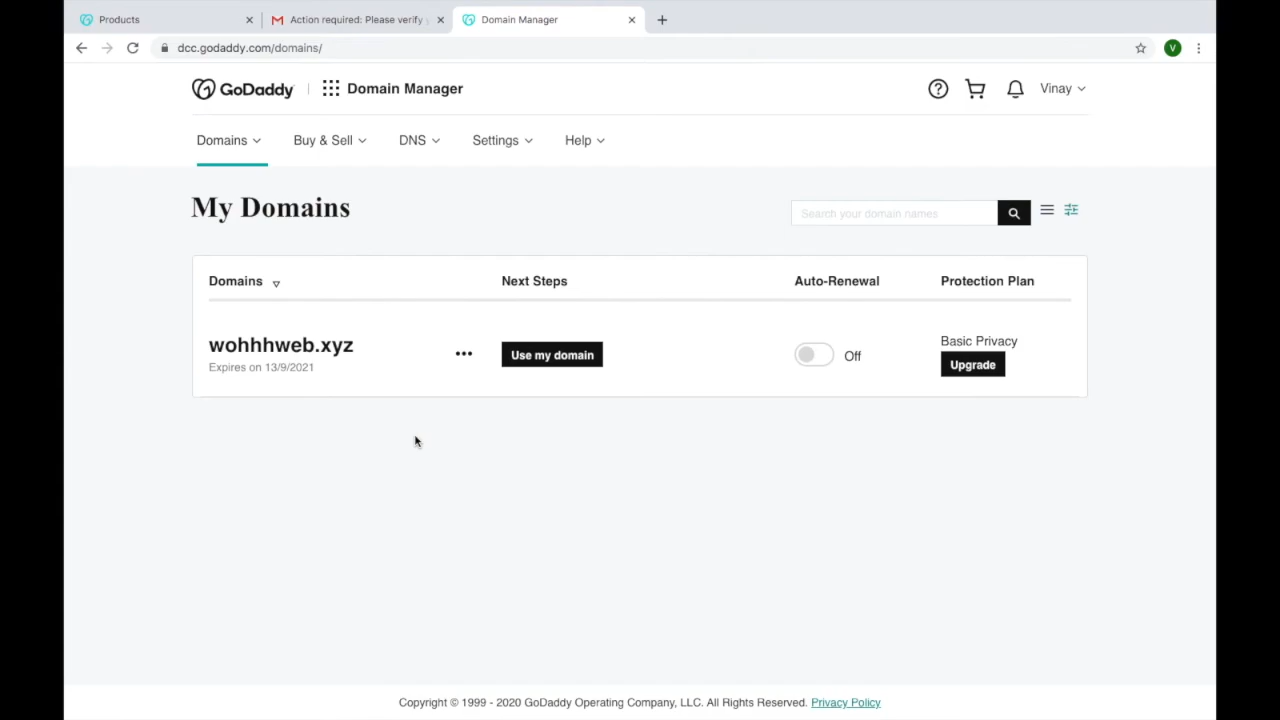 Products
Action required: Please verify
Domain Manager
dcc.godaddy.com/domains/
V
GoDaddy
Domain Manager
Vinay
Domains
Buy & Sell
DNS
Settings
Help
My Domains
Search your domain names
Domains
Next Steps
Auto-Renewal
Protection Plan
wohhhweb.xyz
Expires on 13/9/2021
Use my domain
Off
Basic Privacy
Upgrade
Copyright © 1999 - 2020 GoDaddy Operating Company, LLC. All Rights Reserved. Privacy Policy